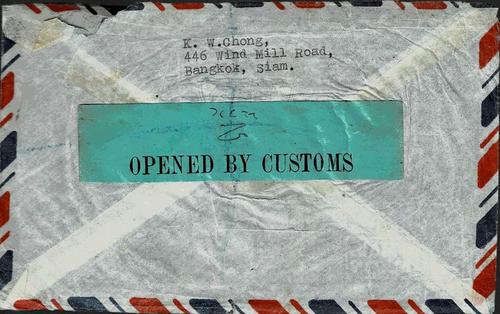 K. W.Chong,
446 Wind Mill Road,
Bangkok, Siam.
OPENED BY CUSTOMS